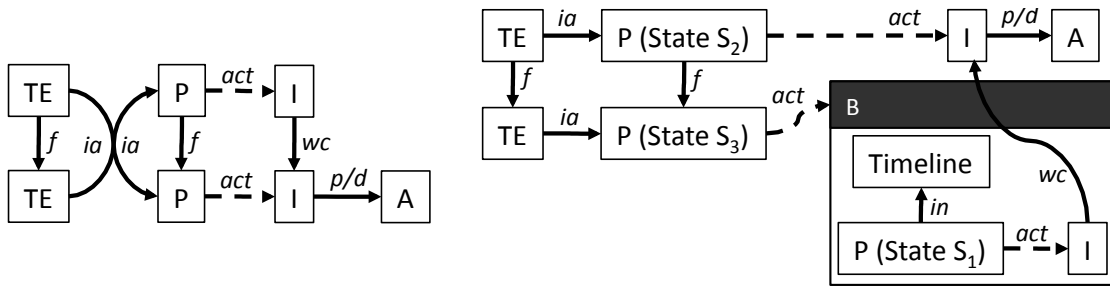 TE
P
act
I
f
ia
ia
f
wc
TE
P
act
I
p/d
A
TE
ia
P (State S₂)
act
I
p/d
A
f
f
act
TE
ia
P (State S₃)
B
Timeline
wc
in
P (State S₁)
act
I